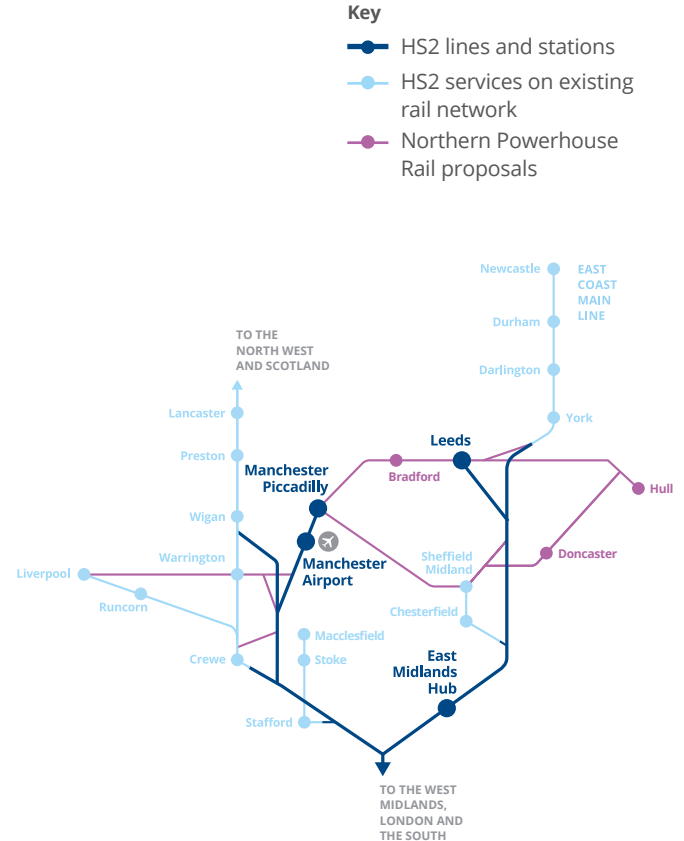 Key
HS2 lines and stations
HS2 services on existing
rail network
Northern Powerhouse
Rail proposals
Newcastle
EAST
COAST
MAIN
LINE
Durham
TO THE
NORTH WEST
AND SCOTLAND
Darlington
Lancaster
York
Leeds
Preston
Manchester
Piccadilly
Bradford
Hull
Wigan
Warrington
Manchester
Airport
Sheffield
Midland
Doncaster
Liverpool
Runcorn
Chesterfield
Macclesfield
Crewe
Stoke
East
Midlands
Hub
Stafford
TO THE WEST
MIDLANDS,
LONDON AND
THE SOUTH